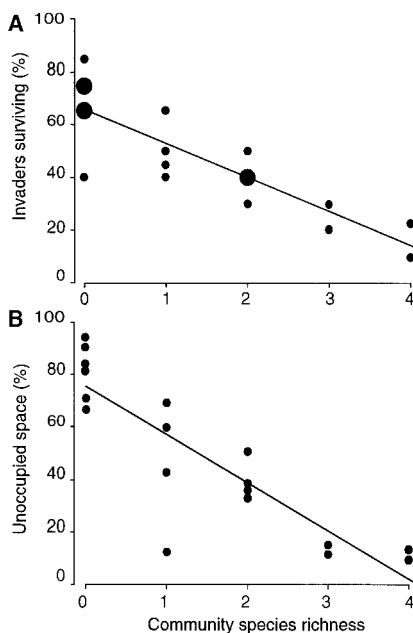 A
Invaders surviving (%)
100
80
60
40
20
0
0 1 2 3 4
B
Unoccupied space (%)
100
80
60
40
20
0
0 1 2 3 4
Community species richness